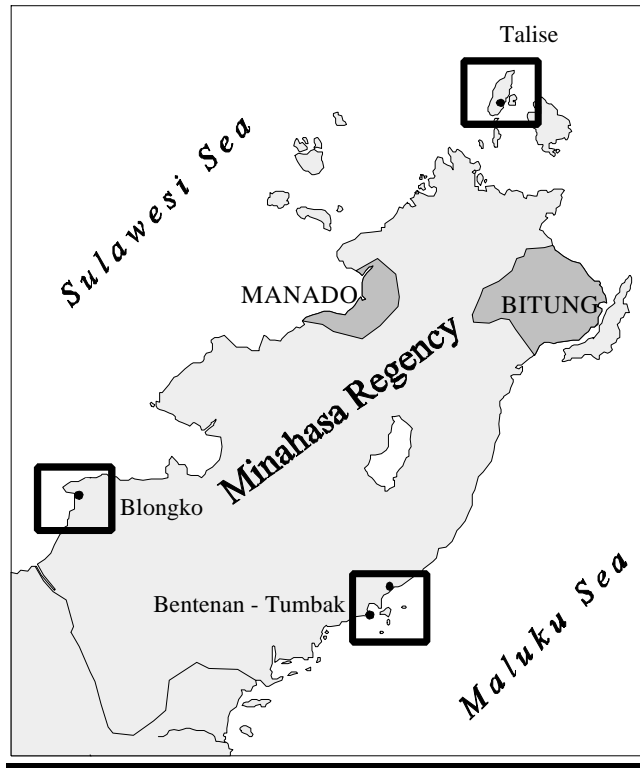 Talise
Sulawesi Sea
MANADO
BITUNG
Minahasa Regency
Blongko
Bentenan - Tumbak
Maluku Sea